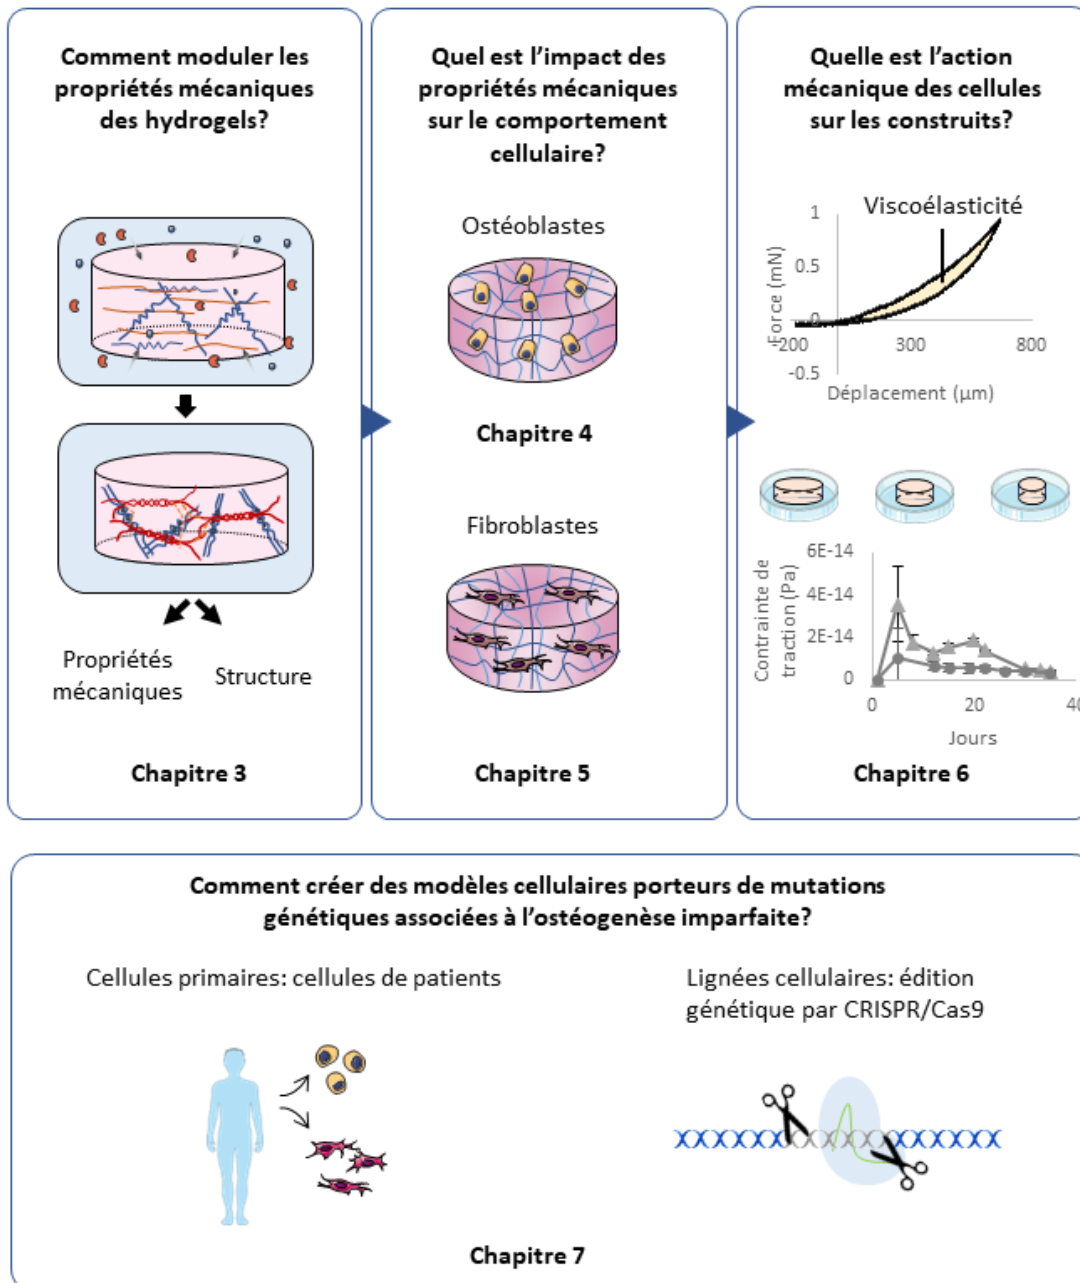 Comment moduler les
propriétés mécaniques
des hydrogels?
Propriétés
mécaniques
Structure
Chapitre 3
Quel est l’impact des
propriétés mécaniques
sur le comportement
cellulaire?
Ostéoblastes
Chapitre 4
Fibroblastes
Chapitre 5
Quelle est l’action
mécanique des cellules
sur les construits?
Viscoélasticité
Force (mN)
1
0.5
0
-0.5
-200
300
800
Déplacement (µm)
Contrainte de
traction (Pa)
6E-14
4E-14
2E-14
0
0
20
40
Jours
Chapitre 6
Comment créer des modèles cellulaires porteurs de mutations
génétiques associées à l’ostéogenèse imparfaite?
Cellules primaires: cellules de patients
Lignées cellulaires: édition
génétique par CRISPR/Cas9
Chapitre 7